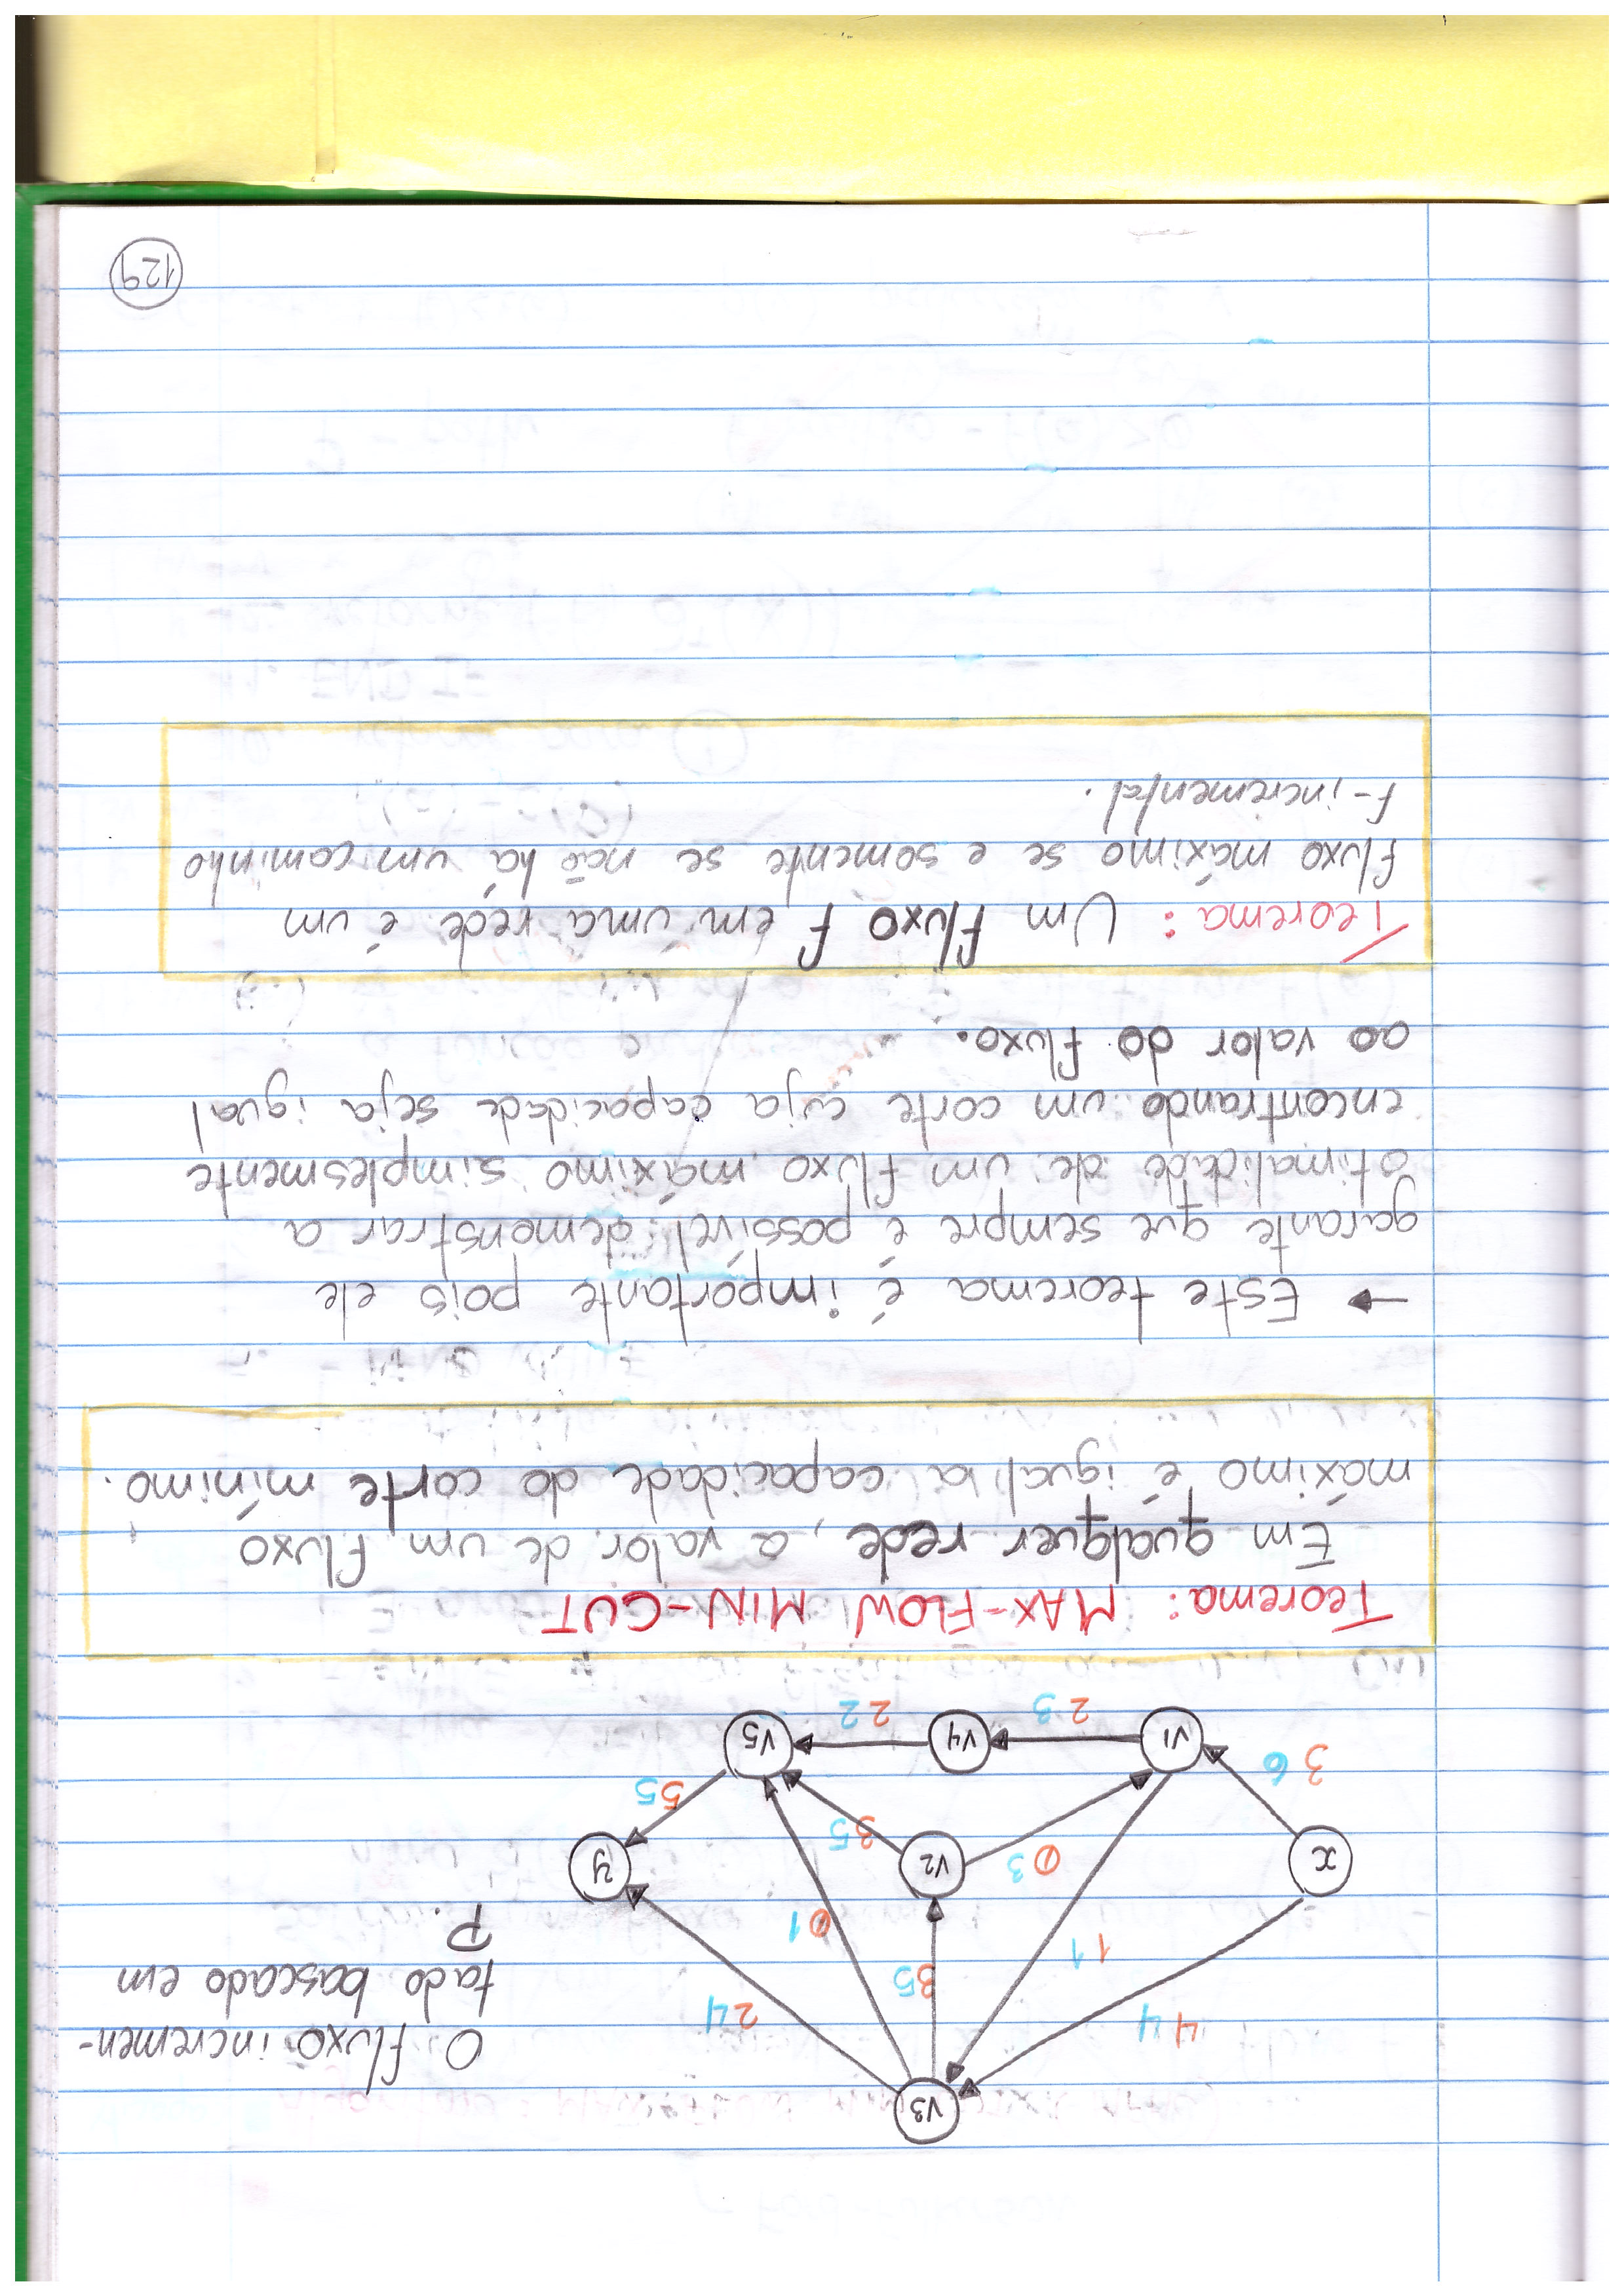 v3
4 4
2 4
O fluxo incremen-
tado baseado em
P.
3 5
1 1
0 1
x
0 3
v2
y
3 5
5 5
3 6
v1
v4
v5
2 3
2 2
Teorema: MAX-FLOW MIN-CUT
Em qualquer rede, o valor de um fluxo
máximo é igual a capacidade do corte mínimo.
→ Este teorema é importante pois ele
garante que sempre é possível demonstrar a
otimalidade de um fluxo máximo simplesmente
encontrando um corte cuja capacidade seja igual
ao valor do fluxo.
Teorema: Um fluxo f em uma rede é um
fluxo máximo se e somente se não há um caminho
f-incremental.
129